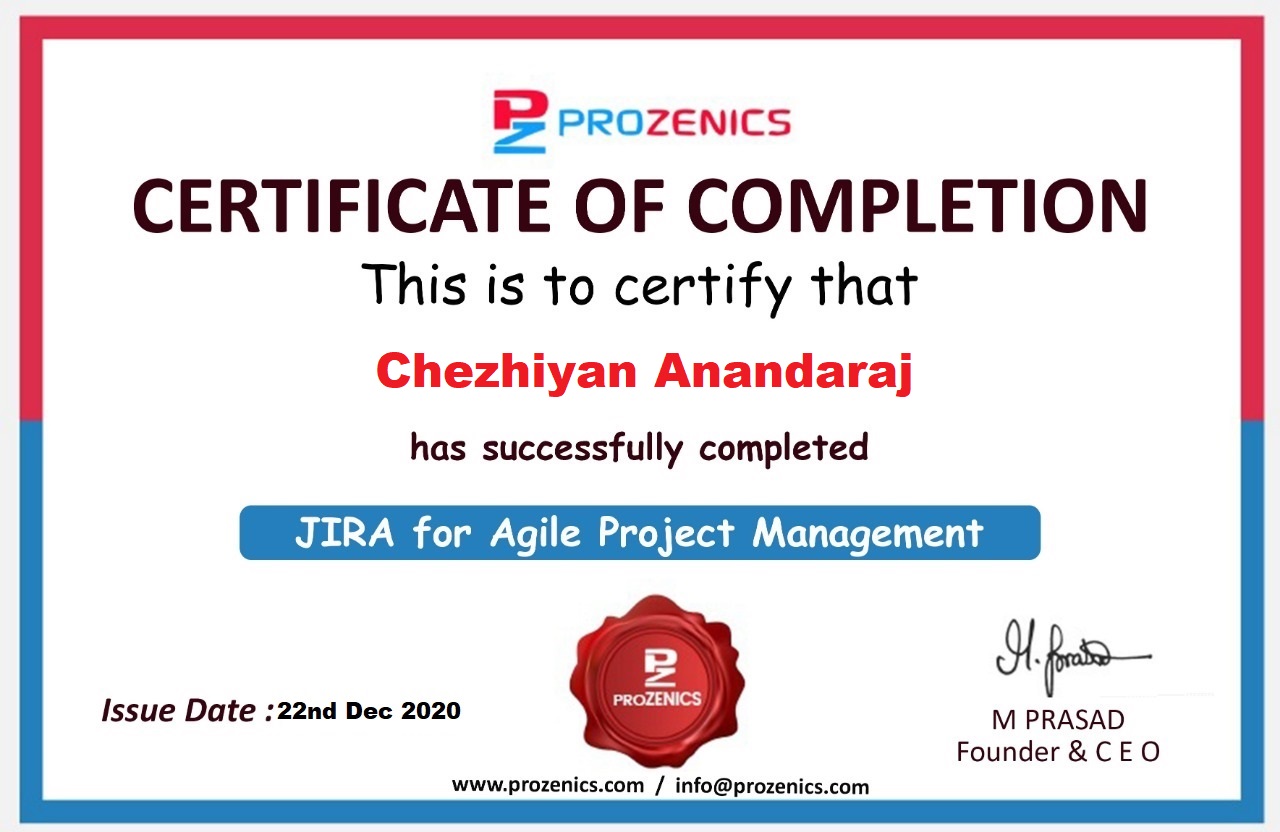 PZ PROZENICS
CERTIFICATE OF COMPLETION
This is to certify that
Chezhiyan Anandaraj
has successfully completed
JIRA for Agile Project Management
PZ
PROZENICS
M. Prasad
Issue Date : 22nd Dec 2020
M PRASAD
Founder & C E O
www.prozenics.com / info@prozenics.com